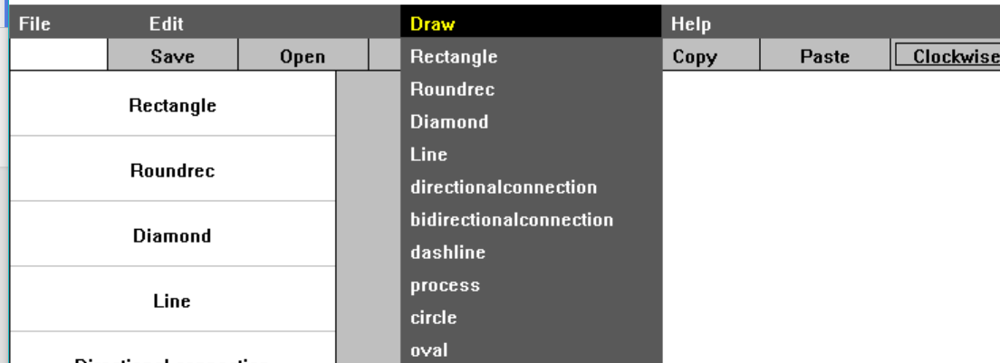 File Edit Draw Help
Save Open Copy Paste Clockwise
Rectangle
Roundrec
Diamond
Line
Rectangle
Roundrec
Diamond
Line
directionalconnection
bidirectionalconnection
dashline
process
circle
oval